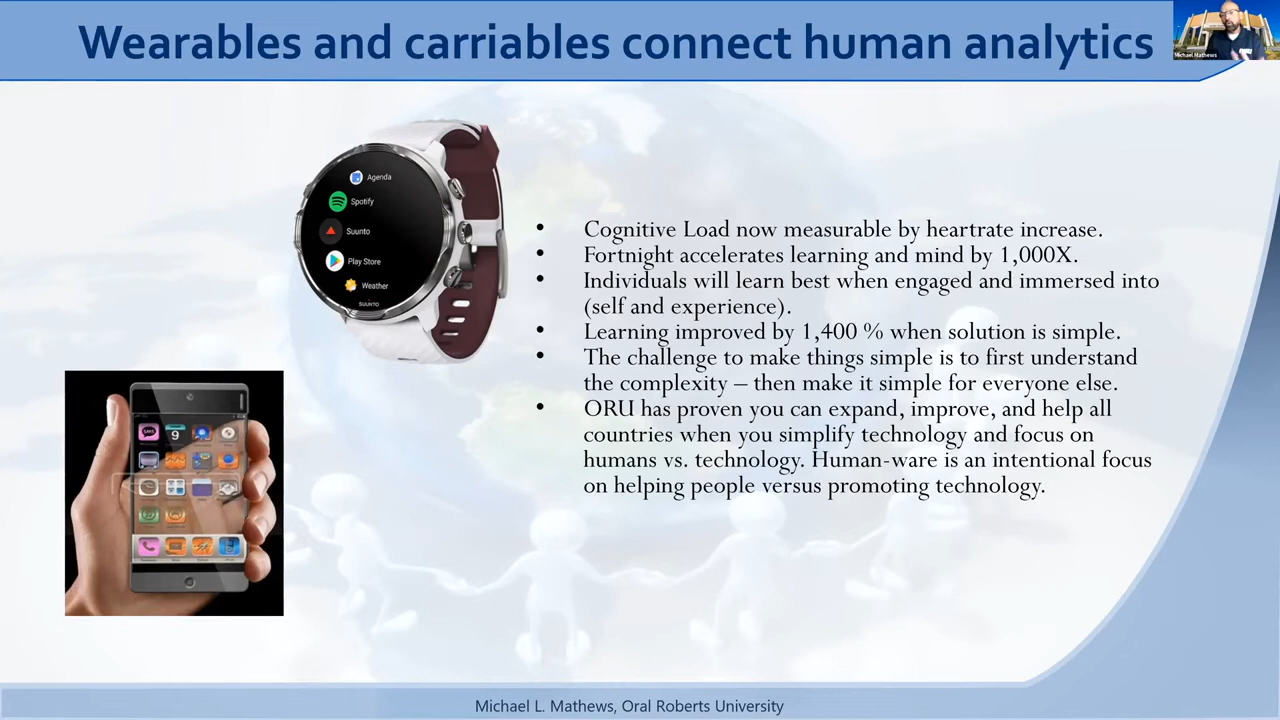 Wearables and carriables connect human analytics
Michael Mathews
Agenda
Spotify
Suunto
Play Store
Weather
SUUNTO
• Cognitive Load now measurable by heartrate increase.
• Fortnight accelerates learning and mind by 1,000X.
• Individuals will learn best when engaged and immersed into
(self and experience).
• Learning improved by 1,400 % when solution is simple.
• The challenge to make things simple is to first understand
the complexity – then make it simple for everyone else.
• ORU has proven you can expand, improve, and help all
countries when you simplify technology and focus on
humans vs. technology. Human-ware is an intentional focus
on helping people versus promoting technology.
SMS
9
Michael L. Mathews, Oral Roberts University